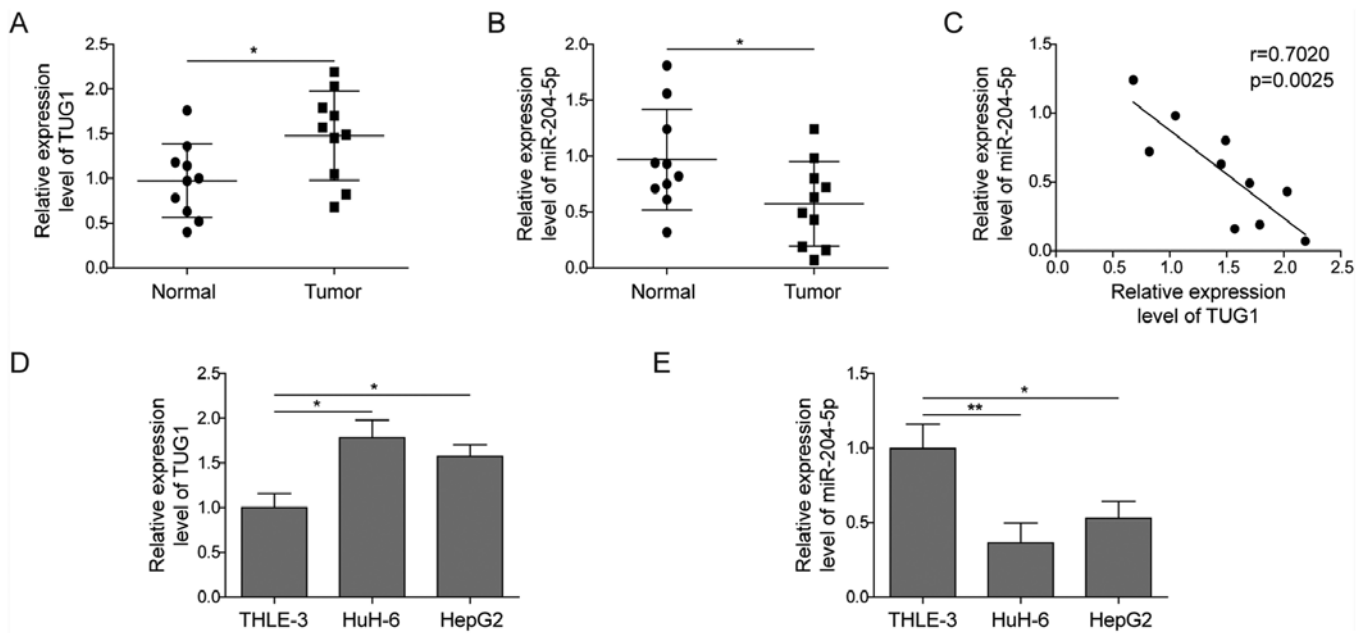 A
Relative expression
level of TUG1
2.5
2.0
1.5
1.0
0.5
0.0
*
Normal
Tumor
B
Relative expression
level of miR-204-5p
2.0
1.5
1.0
0.5
0.0
*
Normal
Tumor
C
Relative expression
level of miR-204-5p
1.5
1.0
0.5
0.0
r=0.7020
p=0.0025
0.0
0.5
1.0
1.5
2.0
2.5
Relative expression
level of TUG1
D
Relative expression
level of TUG1
2.5
2.0
1.5
1.0
0.5
0.0
*
*
THLE-3
HuH-6
HepG2
E
Relative expression
level of miR-204-5p
1.5
1.0
0.5
0.0
*
**
THLE-3
HuH-6
HepG2